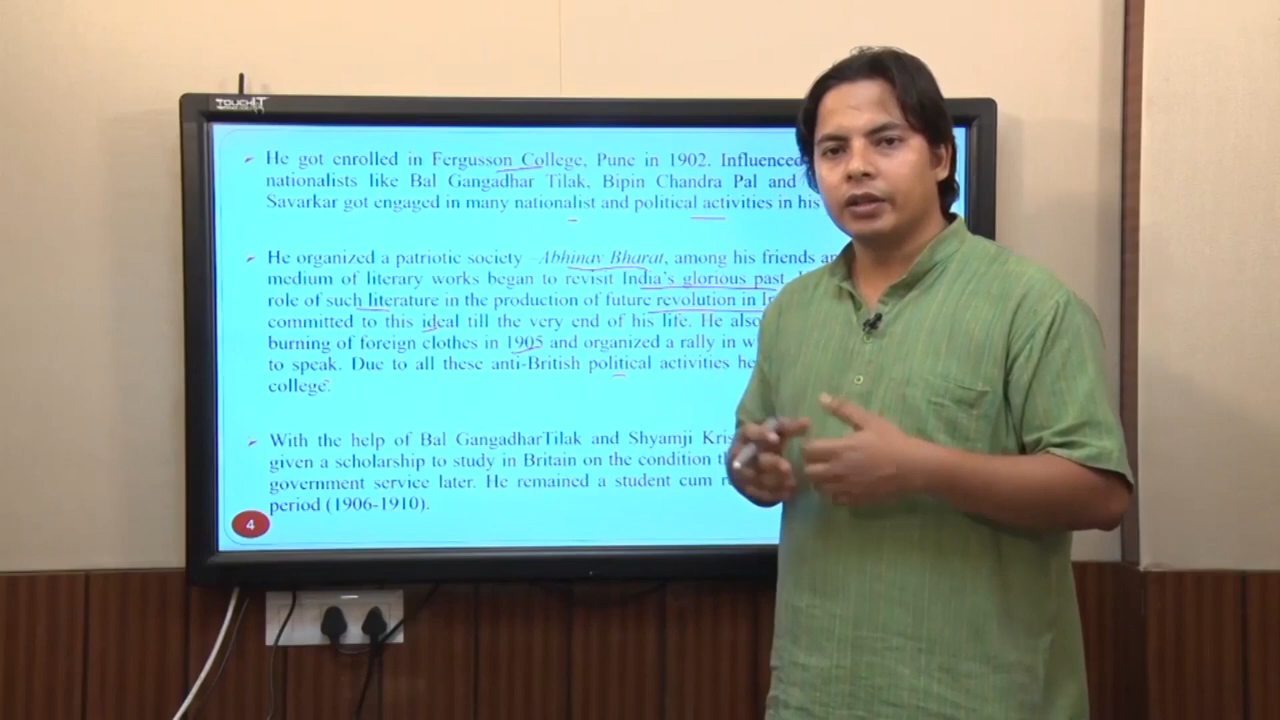 TOUCHIT
He got enrolled in Fergusson College, Pune in 1902. Influenced
nationalists like Bal Gangadhar Tilak, Bipin Chandra Pal and
Savarkar got engaged in many nationalist and political activities in his
He organized a patriotic society –Abhinav Bharat, among his friends
medium of literary works began to revisit India's glorious past.
role of such literature in the production of future revolution in
committed to this ideal till the very end of his life. He also
burning of foreign clothes in 1905 and organized a rally in
to speak. Due to all these anti-British political activities he
college.
With the help of Bal GangadharTilak and Shyamji
given a scholarship to study in Britain on the condition
government service later. He remained a student cum
period (1906-1910).
4